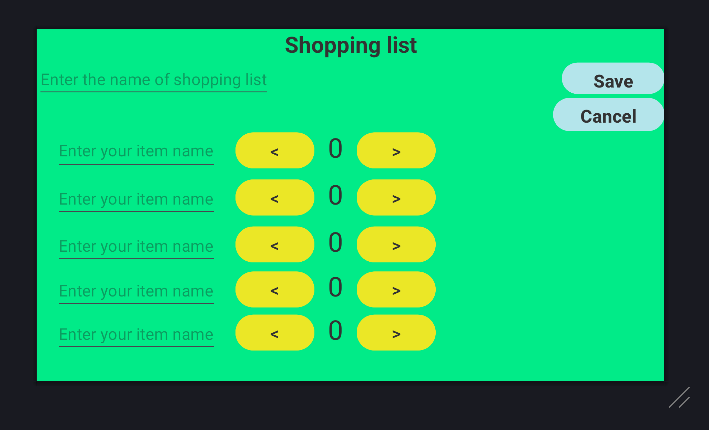 Shopping list
Enter the name of shopping list
Save
Cancel
Enter your item name < 0 >
Enter your item name < 0 >
Enter your item name < 0 >
Enter your item name < 0 >
Enter your item name < 0 >